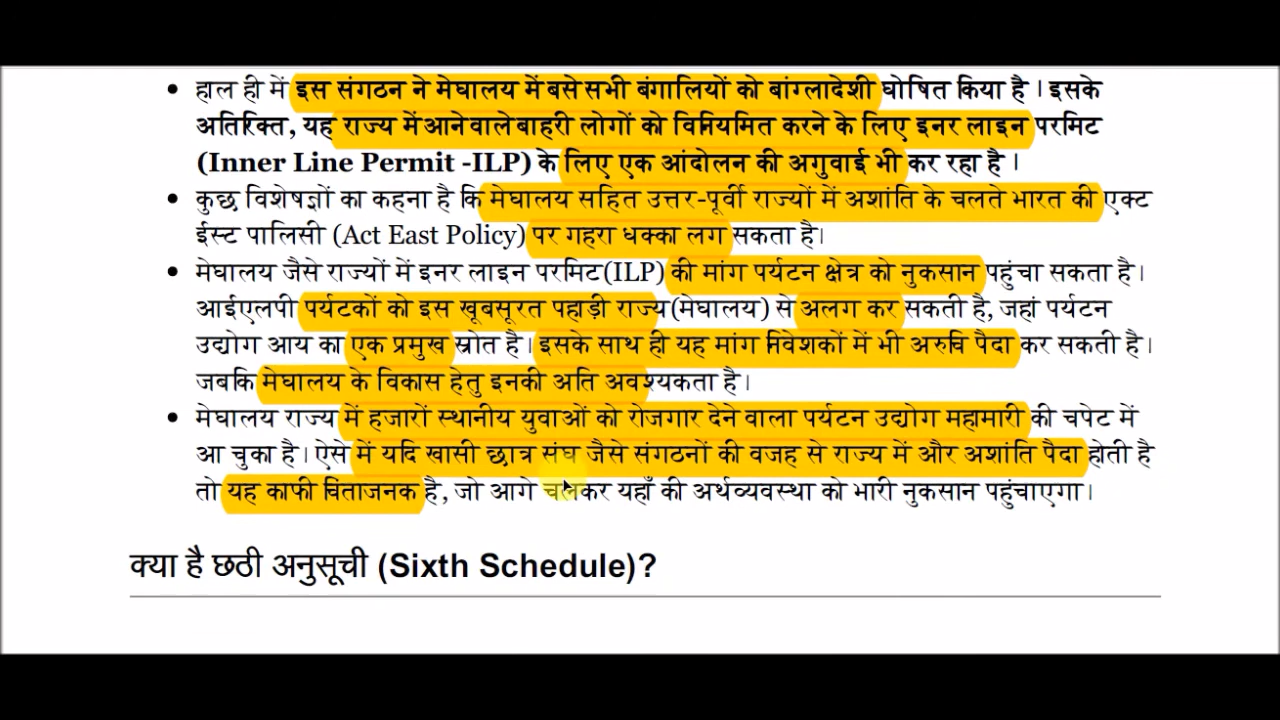 हाल ही में इस संगठन ने मेघालय में बसे सभी बंगालियों को बांग्लादेशी घोषित किया है। इसके
अतिरिक्त, यह राज्य में आने वाले बाहरी लोगों को विनियमित करने के लिए इनर लाइन परमिट
(Inner Line Permit -ILP) के लिए एक आंदोलन की अगुवाई भी कर रहा है।
कुछ विशेषज्ञों का कहना है कि मेघालय सहित उत्तर-पूर्वी राज्यों में अशांति के चलते भारत की एक्ट
ईस्ट पालिसी (Act East Policy) पर गहरा धक्का लग सकता है।
मेघालय जैसे राज्यों में इनर लाइन परमिट(ILP) की मांग पर्यटन क्षेत्र को नुकसान पहुंचा सकता है।
आईएलपी पर्यटकों को इस खूबसूरत पहाड़ी राज्य(मेघालय) से अलग कर सकती है, जहां पर्यटन
उद्योग आय का एक प्रमुख स्रोत है। इसके साथ ही यह मांग निवेशकों में भी अरुचि पैदा कर सकती है।
जबकि मेघालय के विकास हेतु इनकी अति अवश्यकता है।
मेघालय राज्य में हजारों स्थानीय युवाओं को रोजगार देने वाला पर्यटन उद्योग महामारी की चपेट में
आ चुका है। ऐसे में यदि खासी छात्र संघ जैसे संगठनों की वजह से राज्य में और अशांति पैदा होती है
तो यह काफी चिंताजनक है, जो आगे चलकर यहाँ की अर्थव्यवस्था को भारी नुकसान पहुंचाएगा।
क्या है छठी अनुसूची (Sixth Schedule)?